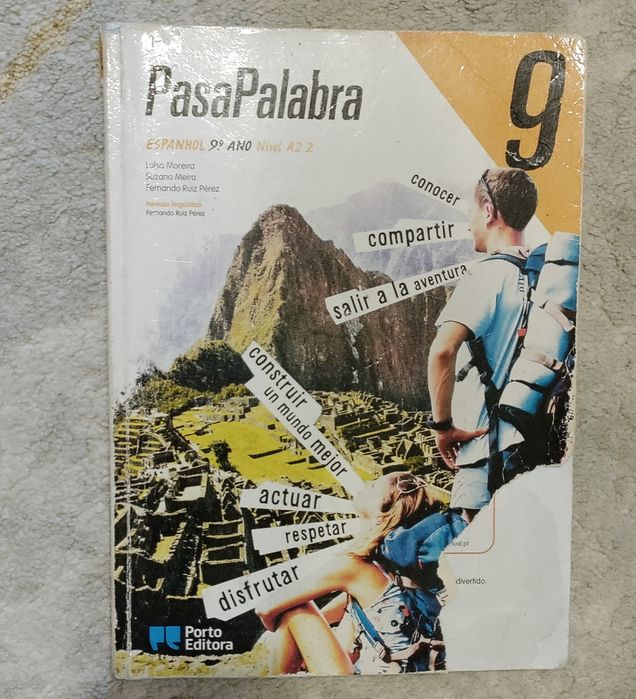 PasaPalabra
9
ESPANHOL 9º ANO Nível A2.2
Luísa Moreira
Suzana Meira
Fernando Ruiz Pérez
Revisão linguística
Fernando Ruiz Pérez
conocer
compartir
salir a la aventura
construir
un mundo mejor
actuar
respetar
disfrutar
divertido.
Porto
Editora